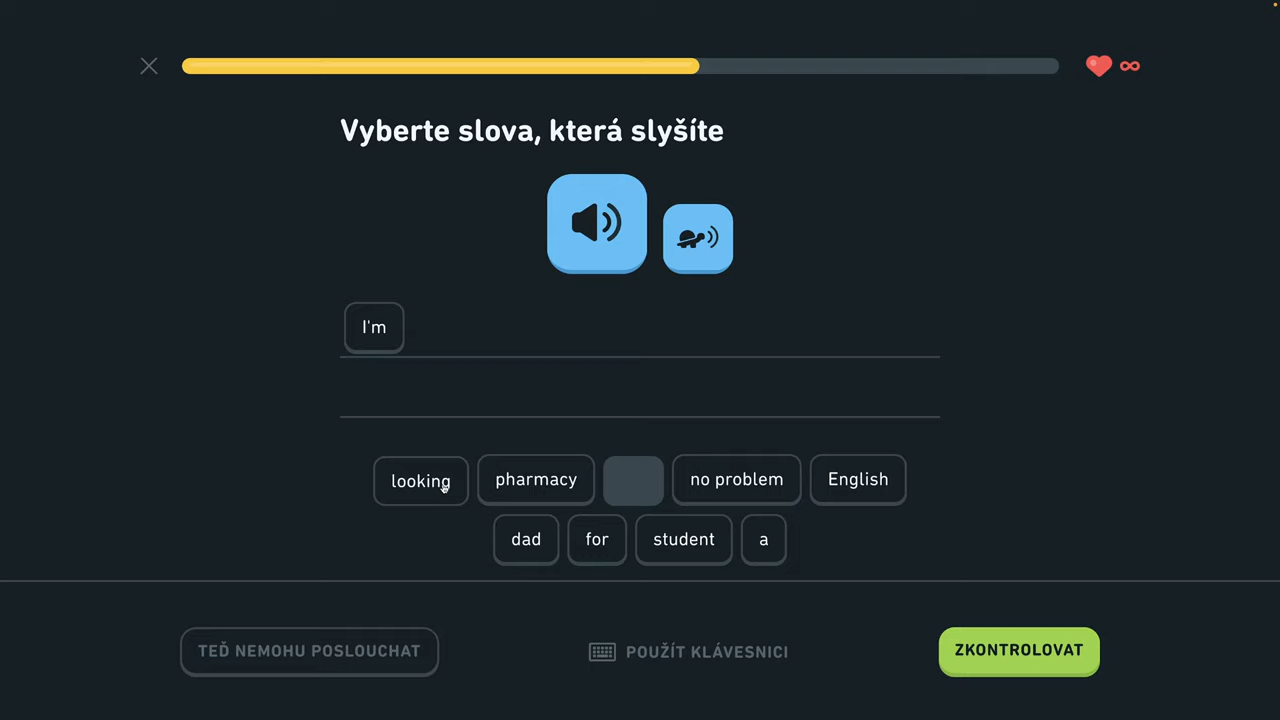 Vyberte slova, která slyšíte
I'm
looking pharmacy no problem English
dad for student a
TEĎ NEMOHU POSLOUCHAT POUŽÍT KLÁVESNICI ZKONTROLOVAT